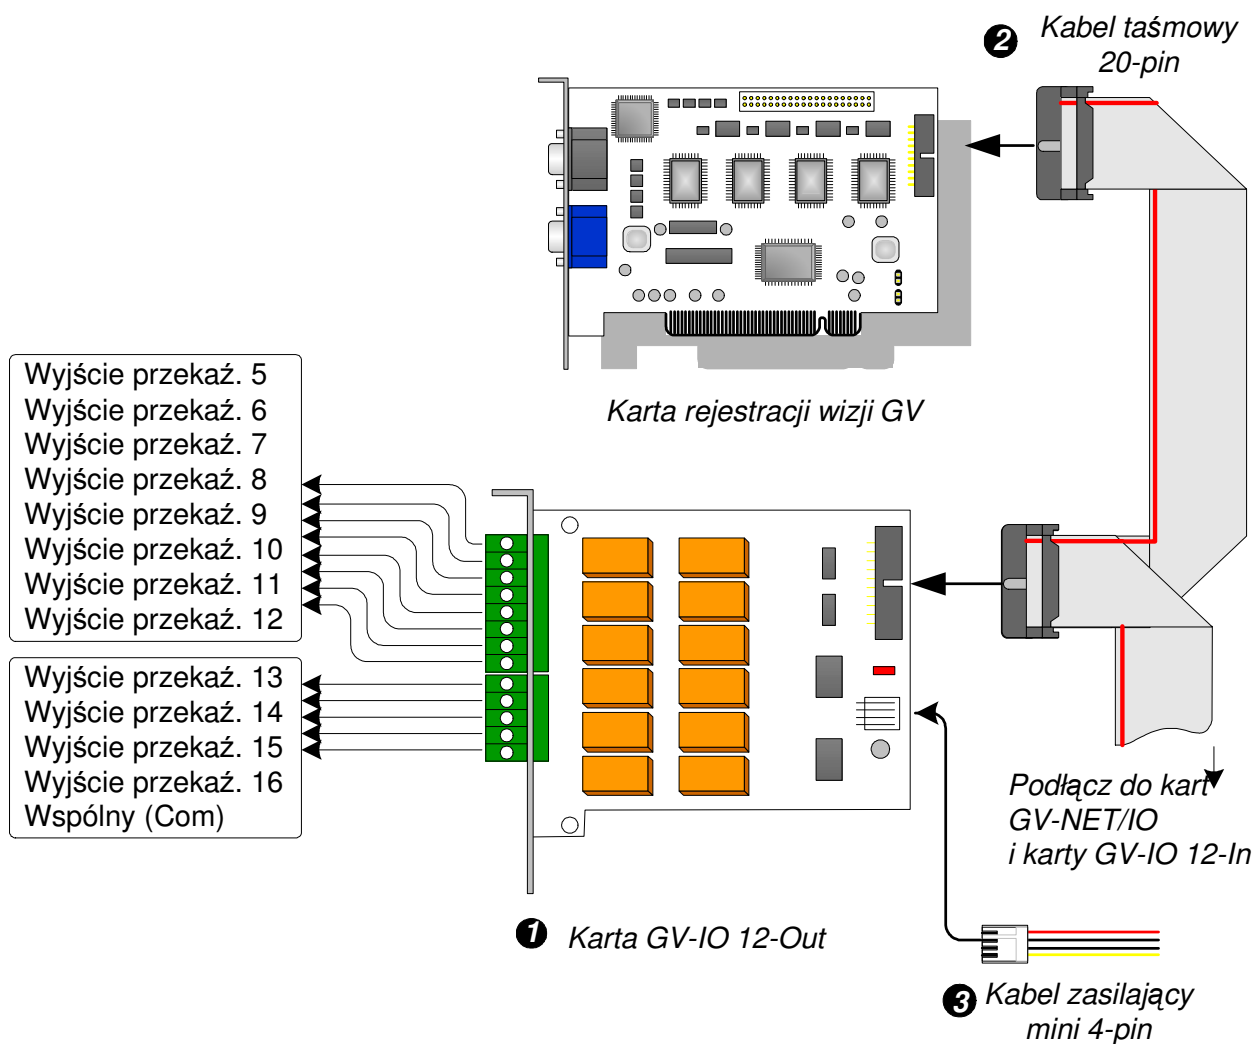 2 Kabel taśmowy
20-pin
Karta rejestracji wizji GV
Wyjście przekaź. 5
Wyjście przekaź. 6
Wyjście przekaź. 7
Wyjście przekaź. 8
Wyjście przekaź. 9
Wyjście przekaź. 10
Wyjście przekaź. 11
Wyjście przekaź. 12
Wyjście przekaź. 13
Wyjście przekaź. 14
Wyjście przekaź. 15
Wyjście przekaź. 16
Wspólny (Com)
Podłącz do kart
GV-NET/IO
i karty GV-IO 12-In
1 Karta GV-IO 12-Out
3 Kabel zasilający
mini 4-pin